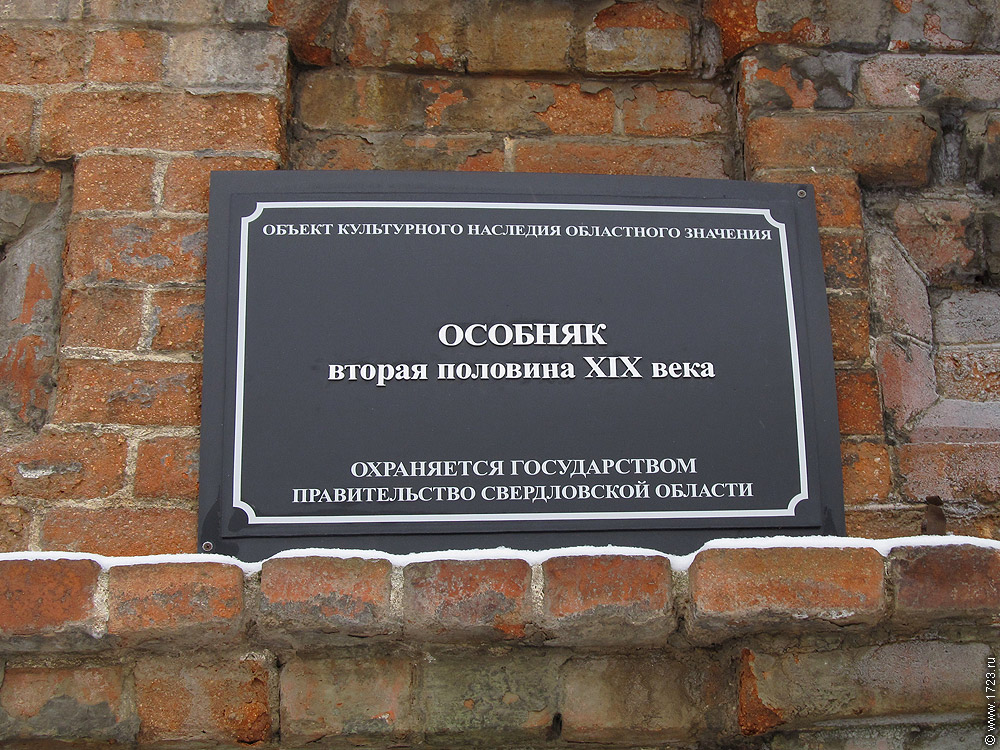 ОБЪЕКТ КУЛЬТУРНОГО НАСЛЕДИЯ ОБЛАСТНОГО ЗНАЧЕНИЯ
ОСОБНЯК
вторая половина XIX века
ОХРАНЯЕТСЯ ГОСУДАРСТВОМ
ПРАВИТЕЛЬСТВО СВЕРДЛОВСКОЙ ОБЛАСТИ
© www.1723.ru